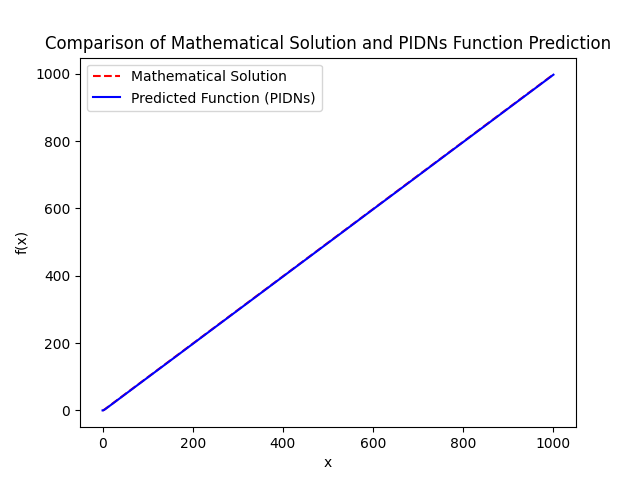 Comparison of Mathematical Solution and PIDNs Function Prediction
Mathematical Solution
Predicted Function (PIDNs)
1000
800
600
400
200
0
f(x)
0 200 400 600 800 1000
x